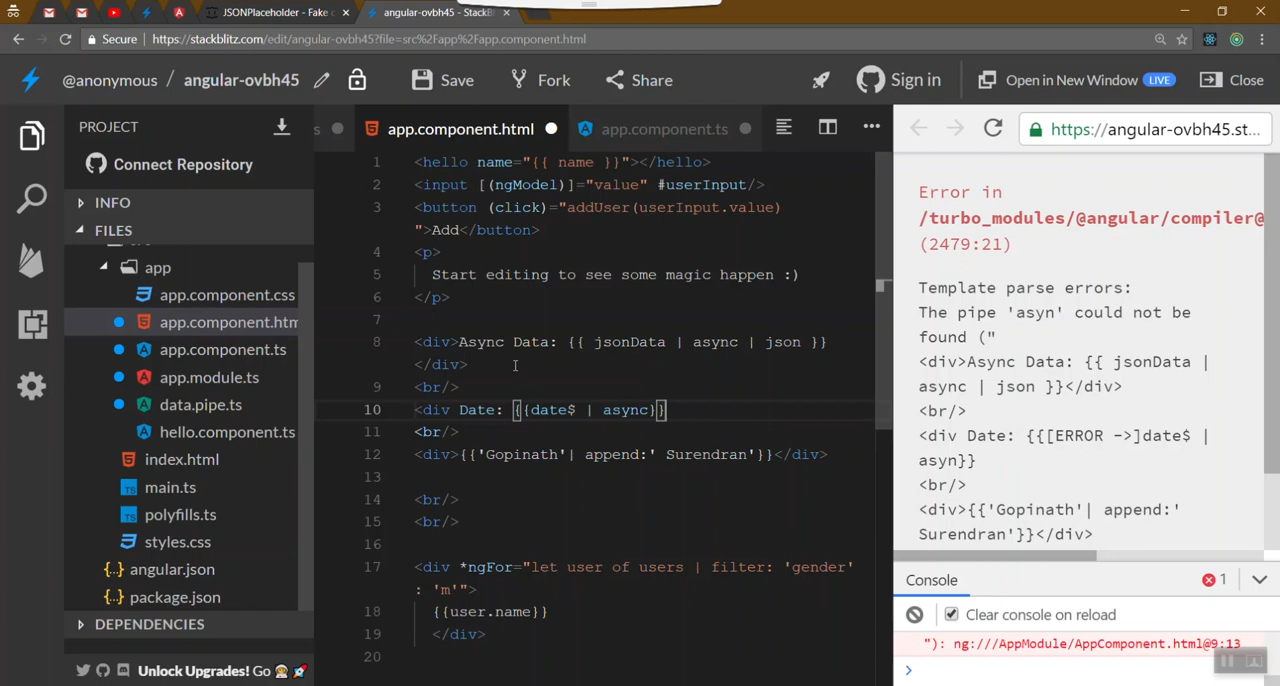 JSONPlaceholder - Fake
angular-ovbh45 - StackB
Secure | https://stackblitz.com/edit/angular-ovbh45?file=src%2Fapp%2Fapp.component.html
@anonymous / angular-ovbh45 Save Fork Share Sign in Open in New Window LIVE Close
PROJECT
Connect Repository
INFO
FILES
app
app.component.css
app.component.htm
app.component.ts
app.module.ts
data.pipe.ts
hello.component.ts
index.html
main.ts
polyfills.ts
styles.css
{..} angular.json
{..} package.json
DEPENDENCIES
Unlock Upgrades! Go
s app.component.html app.component.ts
1 <hello name="{{ name }}"></hello>
2 <input [(ngModel)]="value" #userInput/>
3 <button (click)="addUser(userInput.value)
">Add</button>
4 <p>
5 Start editing to see some magic happen :)
6 </p>
7
8 <div>Async Data: {{ jsonData | async | json }}
</div>
9 <br/>
10 <div Date: {{date$ | async}}
11 <br/>
12 <div>{{'Gopinath'| append:' Surendran'}}</div>
13
14 <br/>
15 <br/>
16
17 <div *ngFor="let user of users | filter: 'gender'
: 'm'">
18 {{user.name}}
19 </div>
20
https://angular-ovbh45.st...
Error in
/turbo_modules/@angular/compiler@
(2479:21)
Template parse errors:
The pipe 'asyn' could not be
found ("
<div>Async Data: {{ jsonData |
async | json }}</div>
<br/>
<div Date: {{[ERROR ->]date$ |
asyn}}
<br/>
<div>{{'Gopinath'| append:'
Surendran'}}</div>
Console 1
Clear console on reload
"): ng:///AppModule/AppComponent.html@9:13